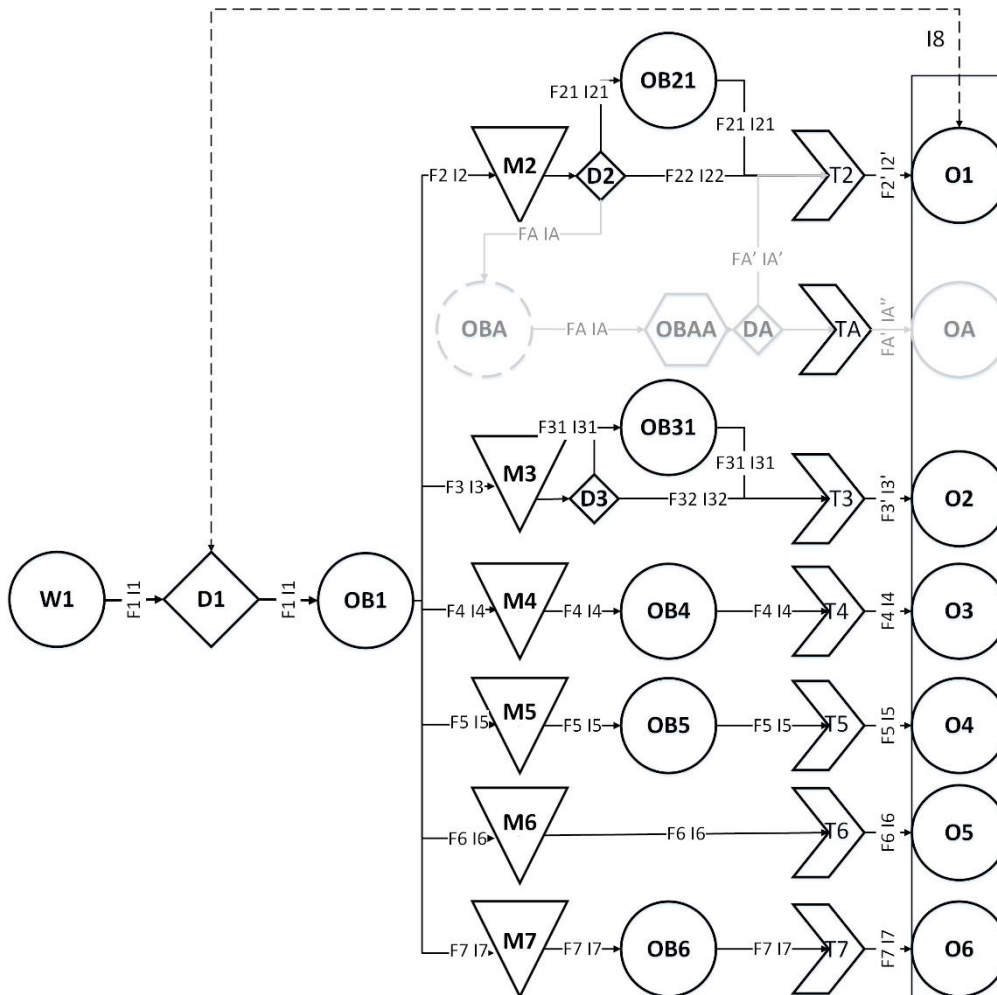 I8
OB21
F21 I21
F21 I21
M2
F2 I2
D2
F22 I22
T2
F2' I2'
O1
FA IA
FA' IA'
OBA
FA IA
OBAA
DA
TA
FA' IA''
OA
F31 I31
OB31
F31 I31
M3
F3 I3
D3
F32 I32
T3
F3' I3'
O2
W1
F1 I1
D1
F1 I1
OB1
M4
F4 I4
F4 I4
OB4
F4 I4
T4
F4 I4
O3
M5
F5 I5
F5 I5
OB5
F5 I5
T5
F5 I5
O4
M6
F6 I6
F6 I6
T6
F6 I6
O5
M7
F7 I7
F7 I7
OB6
F7 I7
T7
F7 I7
O6